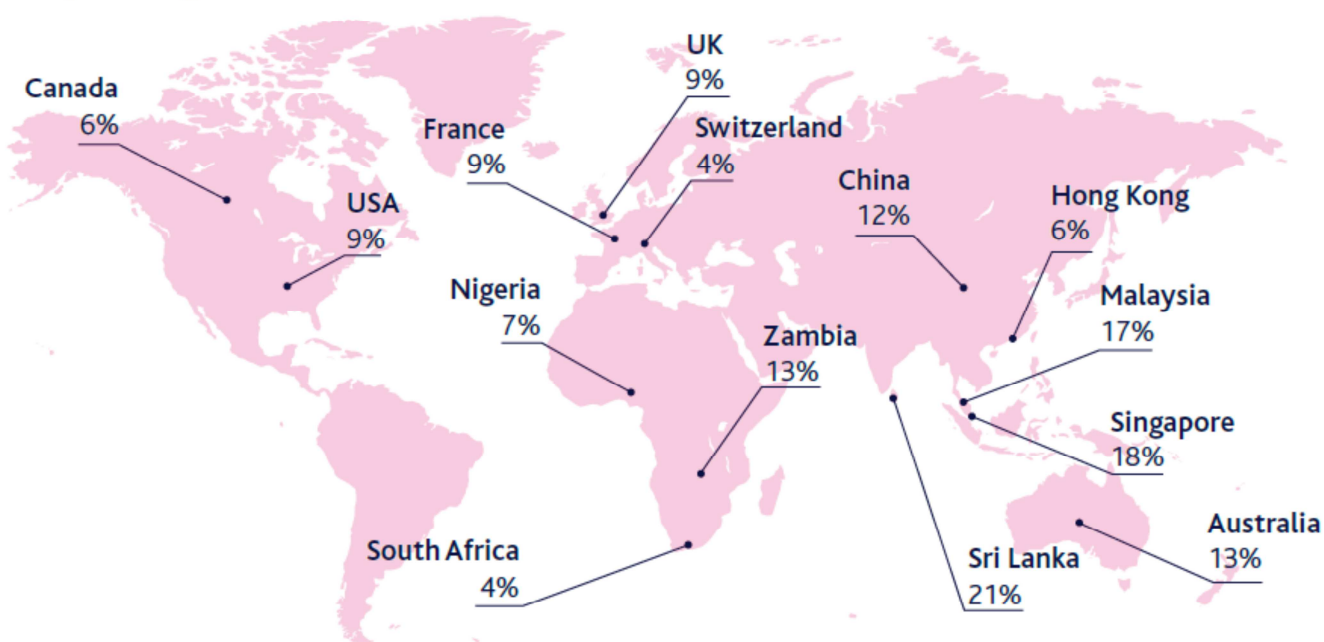 UK
9%
Canada
6%
France
9%
Switzerland
4%
China
12%
Hong Kong
6%
USA
9%
Nigeria
7%
Malaysia
17%
Zambia
13%
Singapore
18%
South Africa
4%
Sri Lanka
21%
Australia
13%